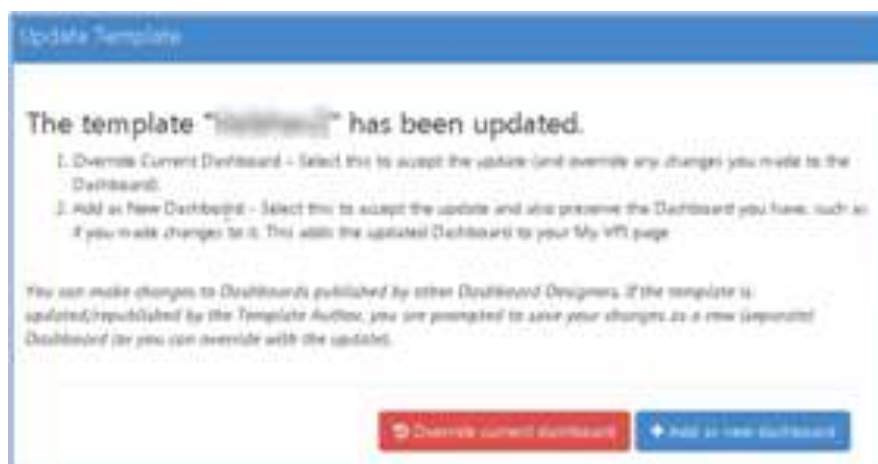 Update Template
The template "" has been updated.
1. Override Current Dashboard - Select this to accept the update (and override any changes you made to the
Dashboard).
2. Add as New Dashboard - Select this to accept the update and also preserve the Dashboard you have, such as
if you made changes to it. This adds the updated Dashboard to your My page
You can make changes to Dashboards published by other Dashboard Designers. If the template is
updated/republished by the Template Author, you are prompted to save your changes as a new (separate)
Dashboard (or you can override with the update).
Override current dashboard
Add as new dashboard